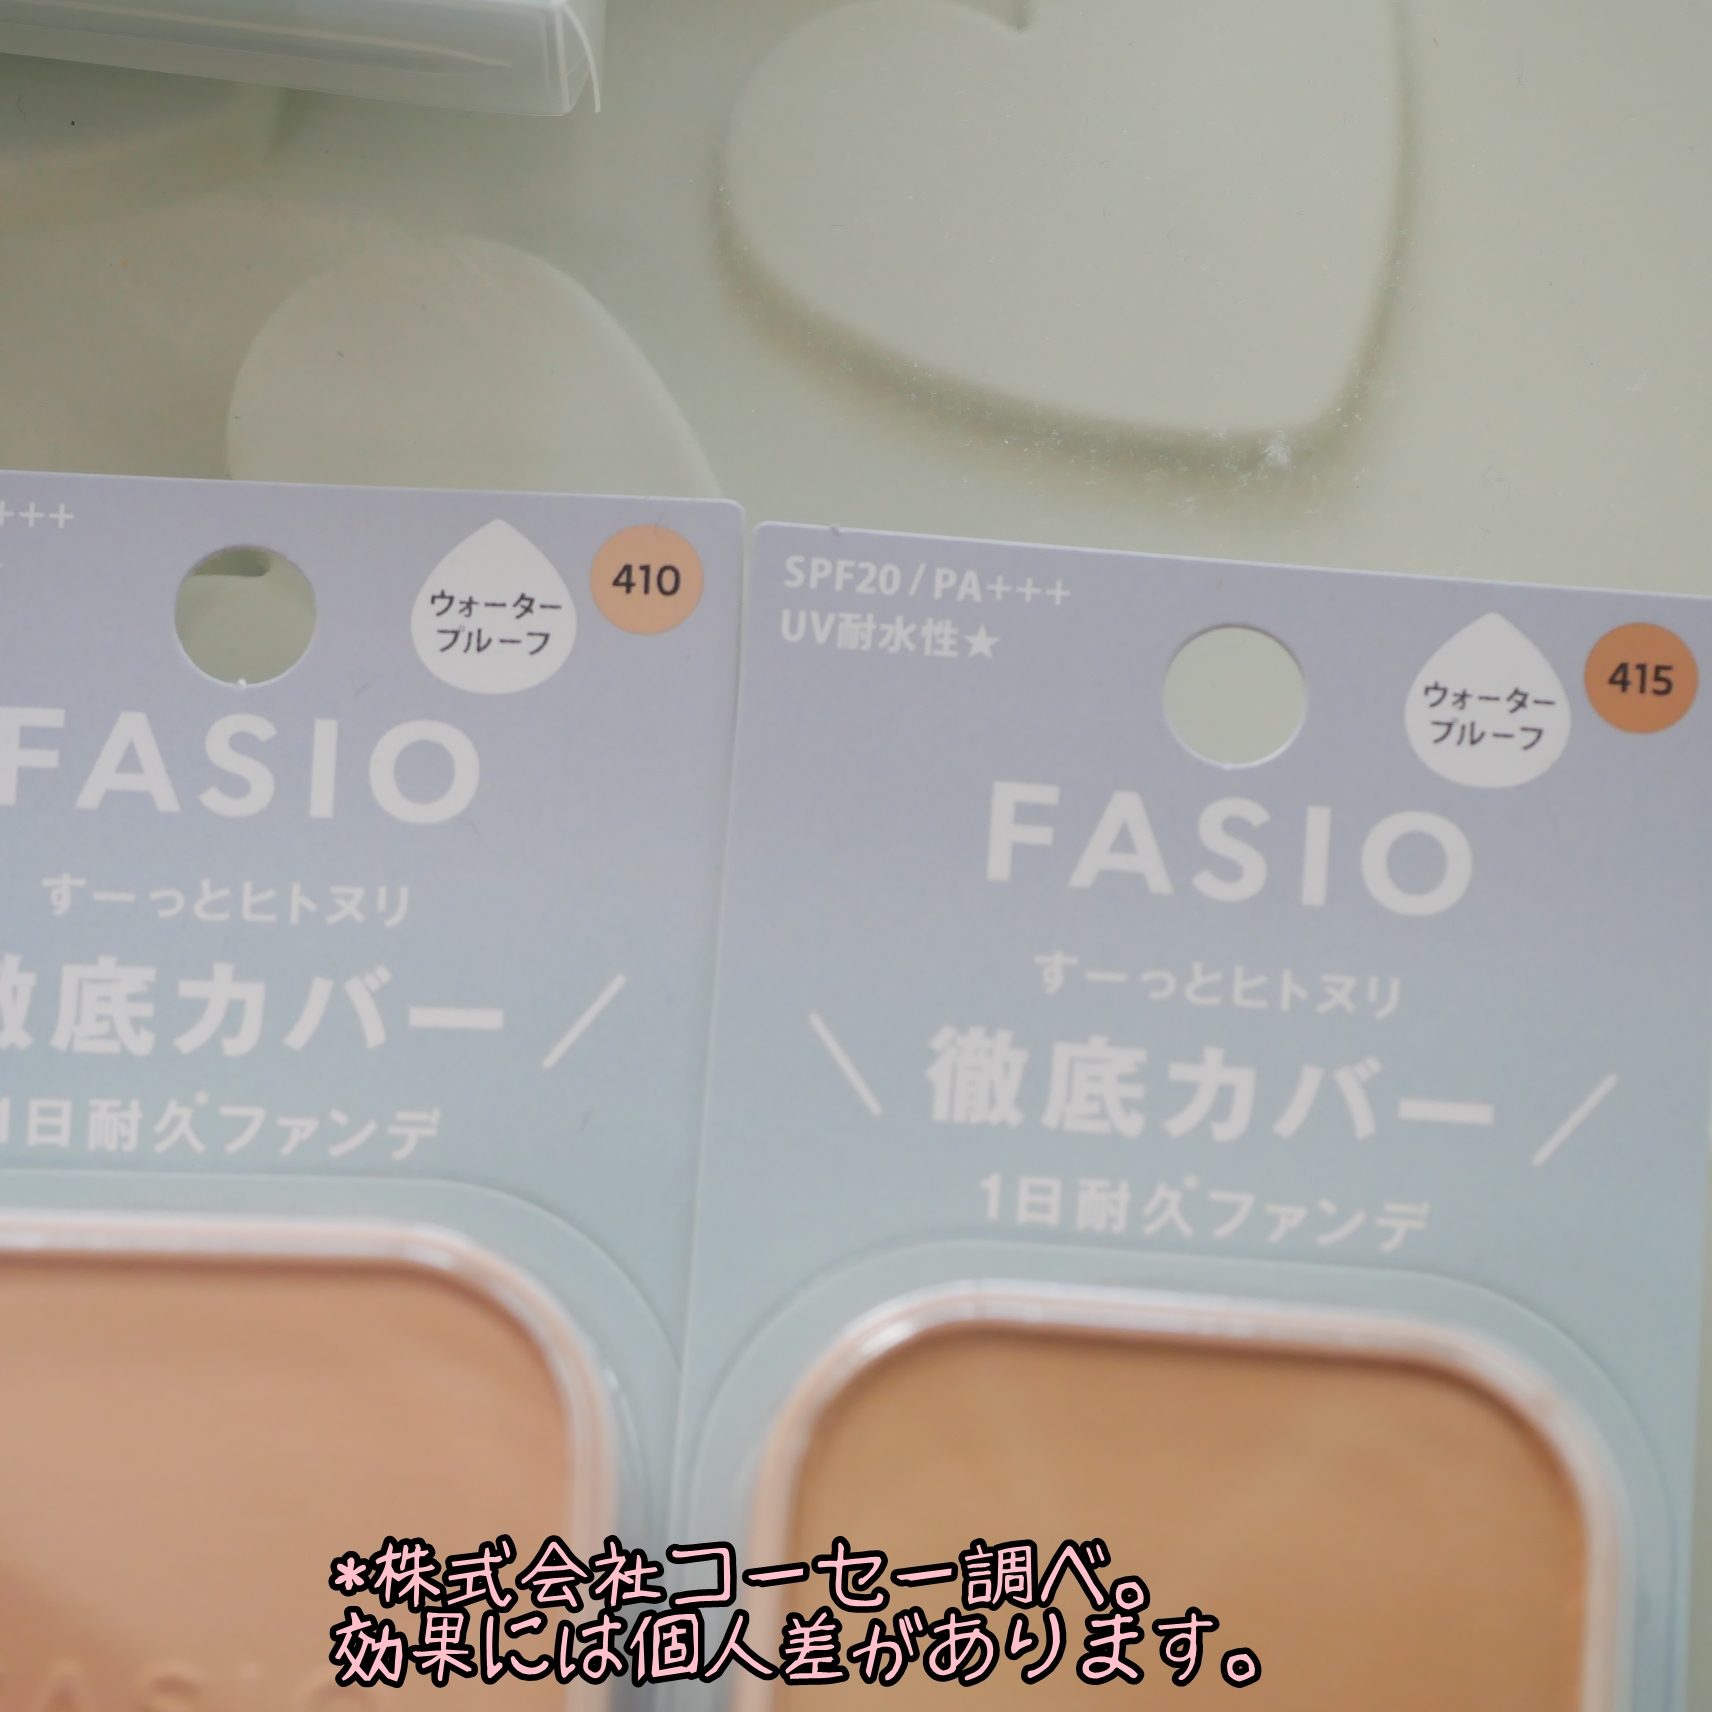 +++
ウォーター
プルーフ
410
FASIO
すーっとヒトヌリ
徹底カバー
1日耐久*ファンデ
SPF20 / PA+++
UV耐水性★
ウォーター
プルーフ
415
FASIO
すーっとヒトヌリ
徹底カバー
1日耐久*ファンデ
FASIO
*株式会社コーセー調べ。
効果には個人差があります。